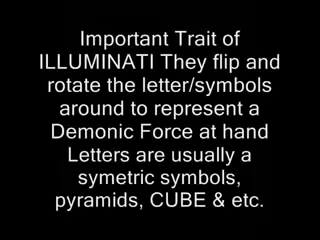 Important Trait of
ILLUMINATI They flip and
rotate the letter/symbols
around to represent a
Demonic Force at hand
Letters are usually a
symetric symbols,
pyramids, CUBE & etc.